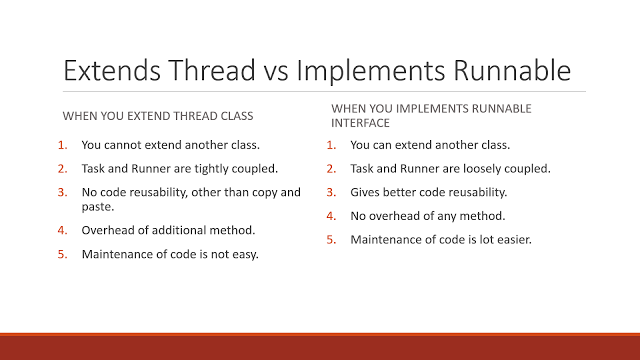 Extends Thread vs Implements Runnable
WHEN YOU EXTEND THREAD CLASS
1. You cannot extend another class.
2. Task and Runner are tightly coupled.
3. No code reusability, other than copy and
paste.
4. Overhead of additional method.
5. Maintenance of code is not easy.
WHEN YOU IMPLEMENTS RUNNABLE
INTERFACE
1. You can extend another class.
2. Task and Runner are loosely coupled.
3. Gives better code reusability.
4. No overhead of any method.
5. Maintenance of code is lot easier.